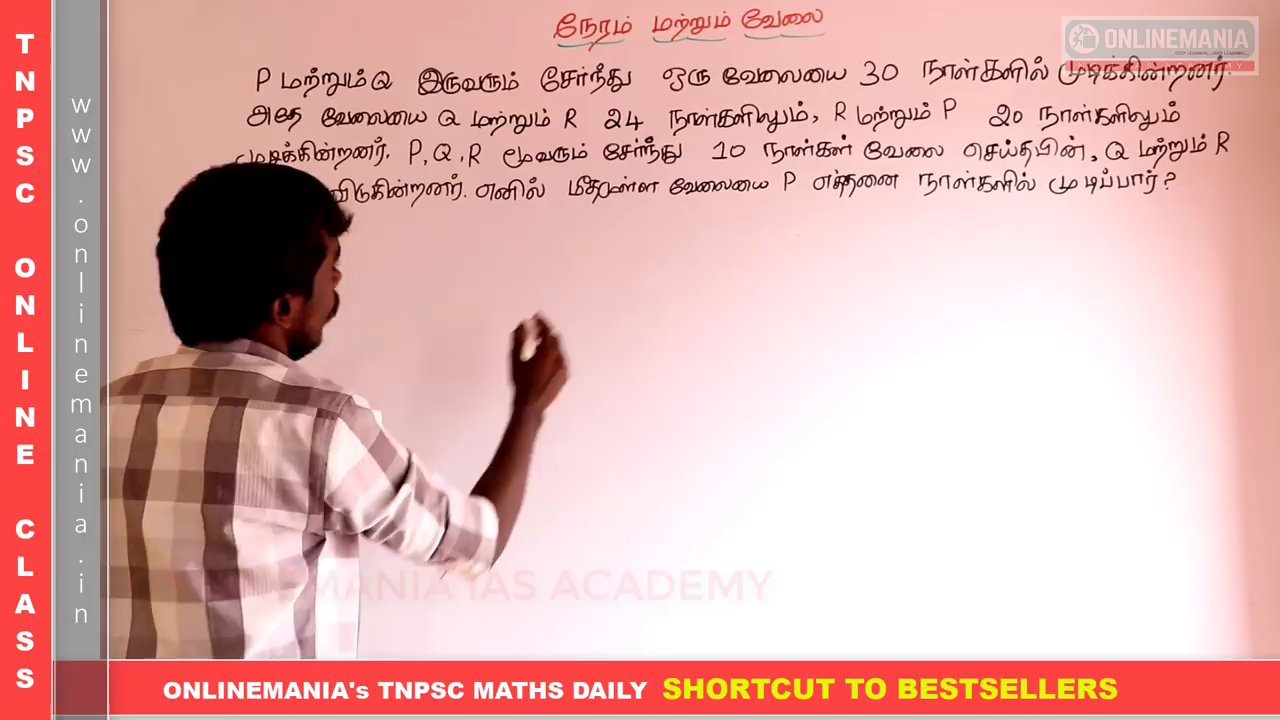 நேரம் மற்றும் வேலை
ONLINEMANIA
P மற்றும் Q இருவரும் சேர்ந்து ஒரு வேலையை 30 நாள்களில் முடிக்கின்றனர்.
அதே வேலையை Q மற்றும் R 24 நாள்களிலும், R மற்றும் P 20 நாள்களிலும்
முடிக்கின்றனர். P, Q, R மூவரும் சேர்ந்து 10 நாள்கள் வேலை செய்தபின், Q மற்றும் R
விடுகின்றனர். எனில் மீதமுள்ள வேலையை P எத்தனை நாள்களில் முடிப்பார்?
TNPSC ONLINE CLASS
www.onlinemania.in
MANIA IAS ACADEMY
ONLINEMANIA's TNPSC MATHS DAILY SHORTCUT TO BESTSELLERS